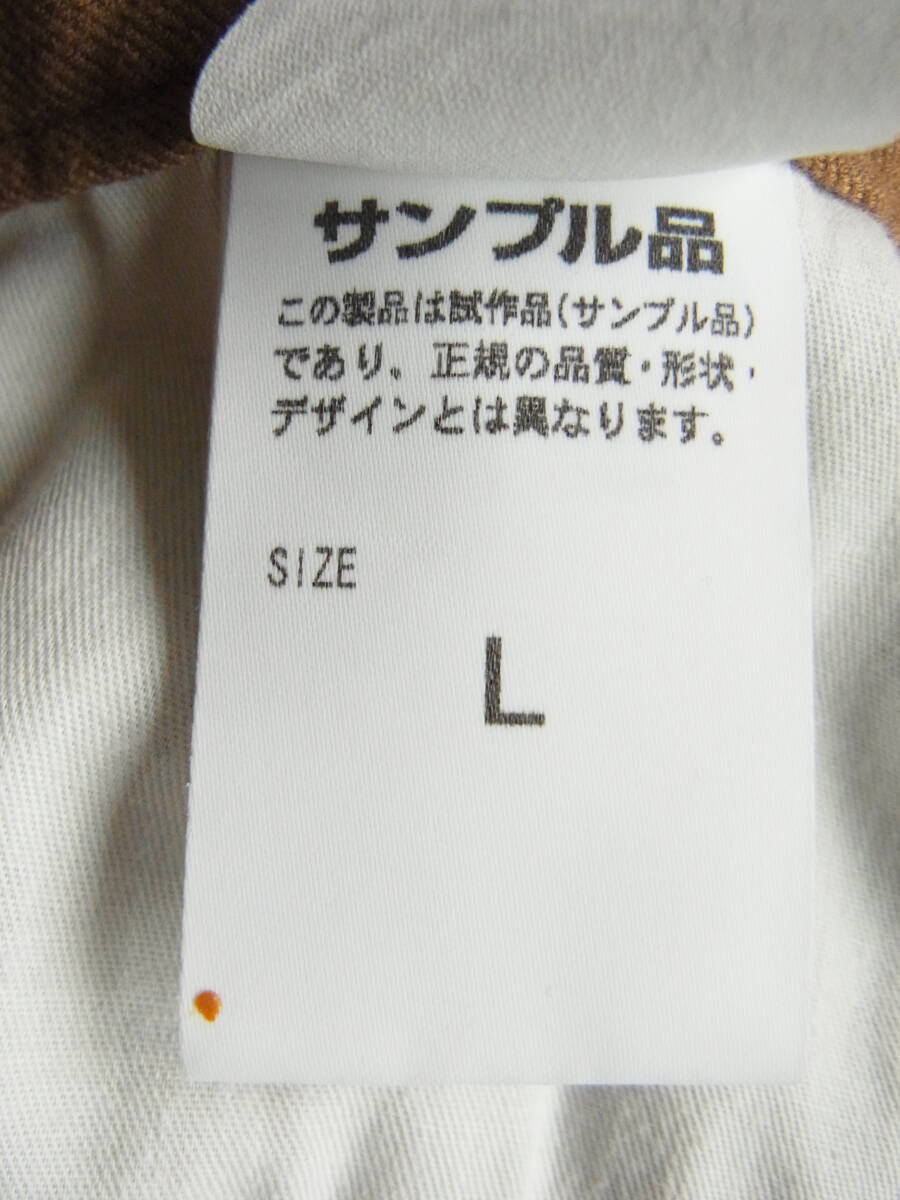 サンプル品
この製品は試作品(サンプル品)
であり、正規の品質・形状・
デザインとは異なります。
SIZE
L